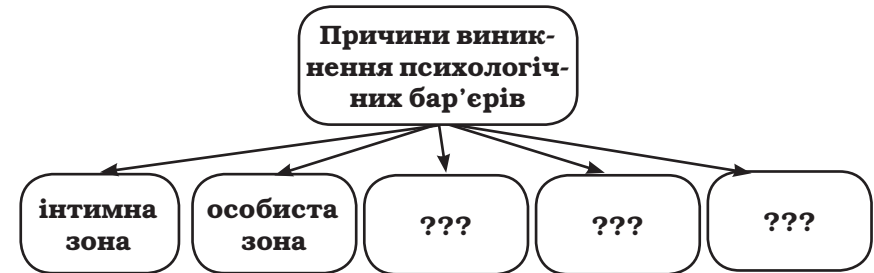 Причини виник-
нення психологіч-
них бар’єрів
інтимна
зона
особиста
зона
???
???
???